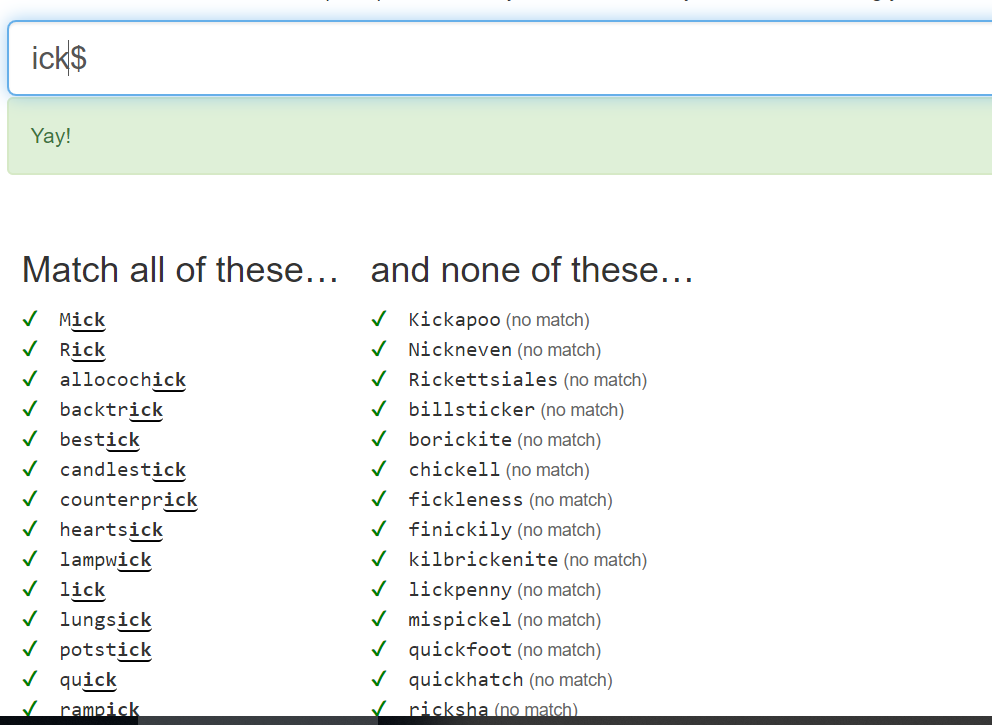 ick$
Yay!
Match all of these…
and none of these…
Mick
Kickapoo (no match)
Rick
Nickneven (no match)
allocochick
Rickettsiales (no match)
backtrick
billsticker (no match)
bestick
borickite (no match)
candlestick
chickell (no match)
counterprick
fickleness (no match)
heartsick
finickily (no match)
lampwick
kilbrickenite (no match)
lick
lickpenny (no match)
lungsick
mispickel (no match)
potstick
quickfoot (no match)
quick
quickhatch (no match)
rampick
ricksha (no match)